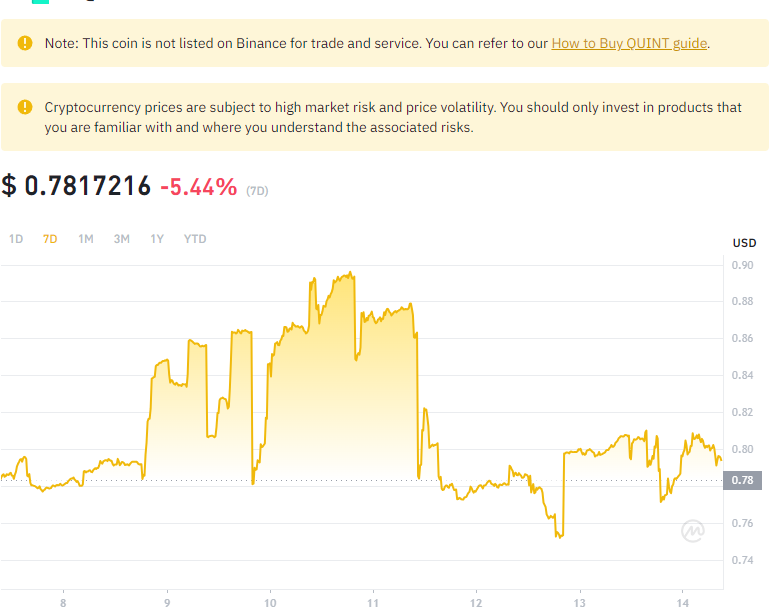 Note: This coin is not listed on Binance for trade and service. You can refer to our How to Buy QUINT guide.
Cryptocurrency prices are subject to high market risk and price volatility. You should only invest in products that
you are familiar with and where you understand the associated risks.
$ 0.7817216 -5.44% (7D)
1D 7D 1M 3M 1Y YTD
USD
0.90
0.88
0.86
0.84
0.82
0.80
0.78
0.76
0.74
8 9 10 11 12 13 14